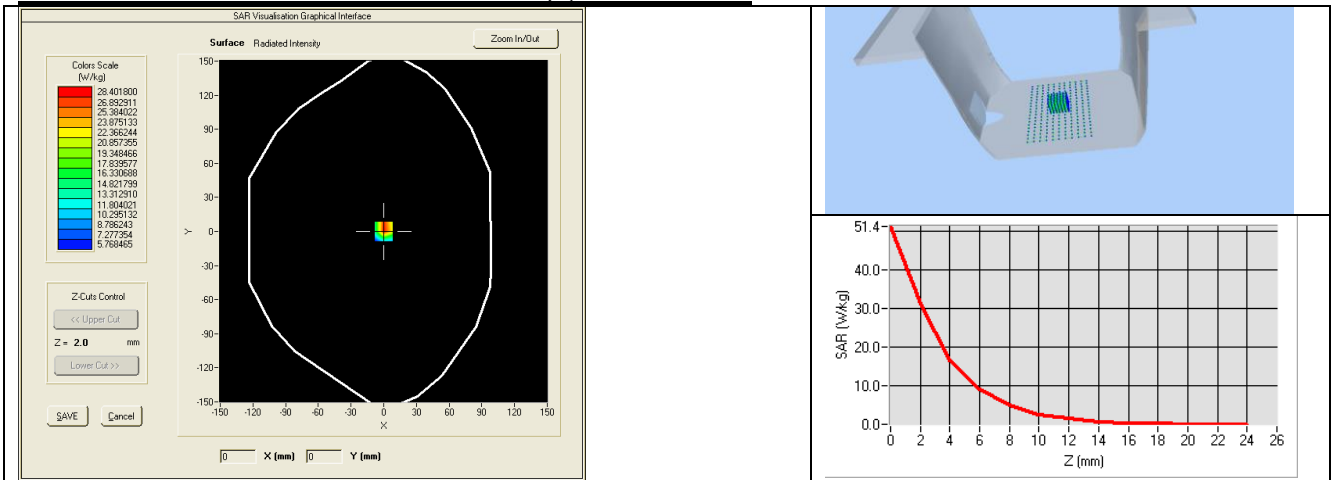 SAR Visualisation Graphical Interface
Surface Radiated Intensity
Zoom In/Out
Colors Scale
(W/kg)
28.401800
26.892911
25.384022
23.875133
22.366244
20.857355
19.348466
17.839577
16.330688
14.821799
13.312910
11.804021
10.295132
8.786243
7.277354
5.768465
Z-Cuts Control
<< Upper Cut
Z = 2.0 mm
Lower Cut >>
SAVE Cancel
150
120
90
60
30
0
-30
-60
-90
-120
-150
Y
-150 -120 -90 -60 -30 0 30 60 90 120 150
X
0 X (mm) 0 Y (mm)
51.4
40.0
30.0
20.0
10.0
0.0
SAR (W/kg)
0 2 4 6 8 10 12 14 16 18 20 22 24 26
Z (mm)